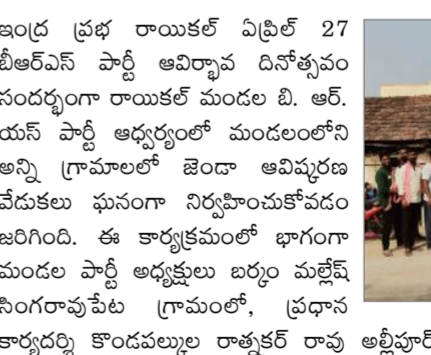 ఇంద్ర ప్రభ రాయికల్ ఏప్రిల్ 27
బీఆర్ఎస్ పార్టీ ఆవిర్భావ దినోత్సవం
సందర్భంగా రాయికల్ మండల బి. ఆర్.
యస్ పార్టీ ఆధ్వర్యంలో మండలంలోని
అన్ని గ్రామాలలో జెండా ఆవిష్కరణ
వేడుకలు ఘనంగా నిర్వహించుకోవడం
జరిగింది. ఈ కార్యక్రమంలో భాగంగా
మండల పార్టీ అధ్యక్షులు బర్కం మల్లేష్
సింగరావుపేట గ్రామంలో, ప్రధాన
కార్యదర్శి కొండపల్కుల రాత్నకర్ రావు అల్లీపూర్